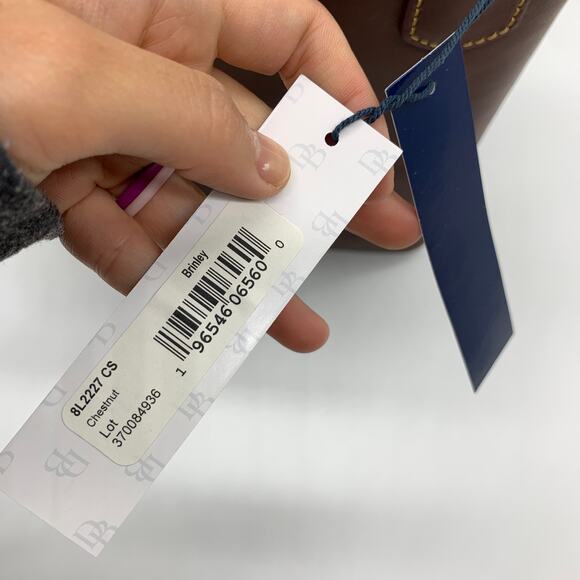 Brinley
1 96546 06560 0
8L2227 CS
Chestnut
Lot
370084936